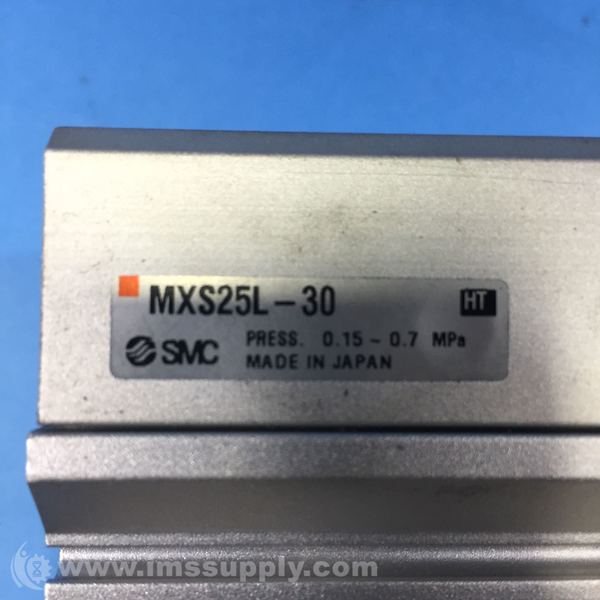 MXS25L-30
HT
SMC
PRESS. 0.15 ~ 0.7 MPa
MADE IN JAPAN
www.imssupply.com